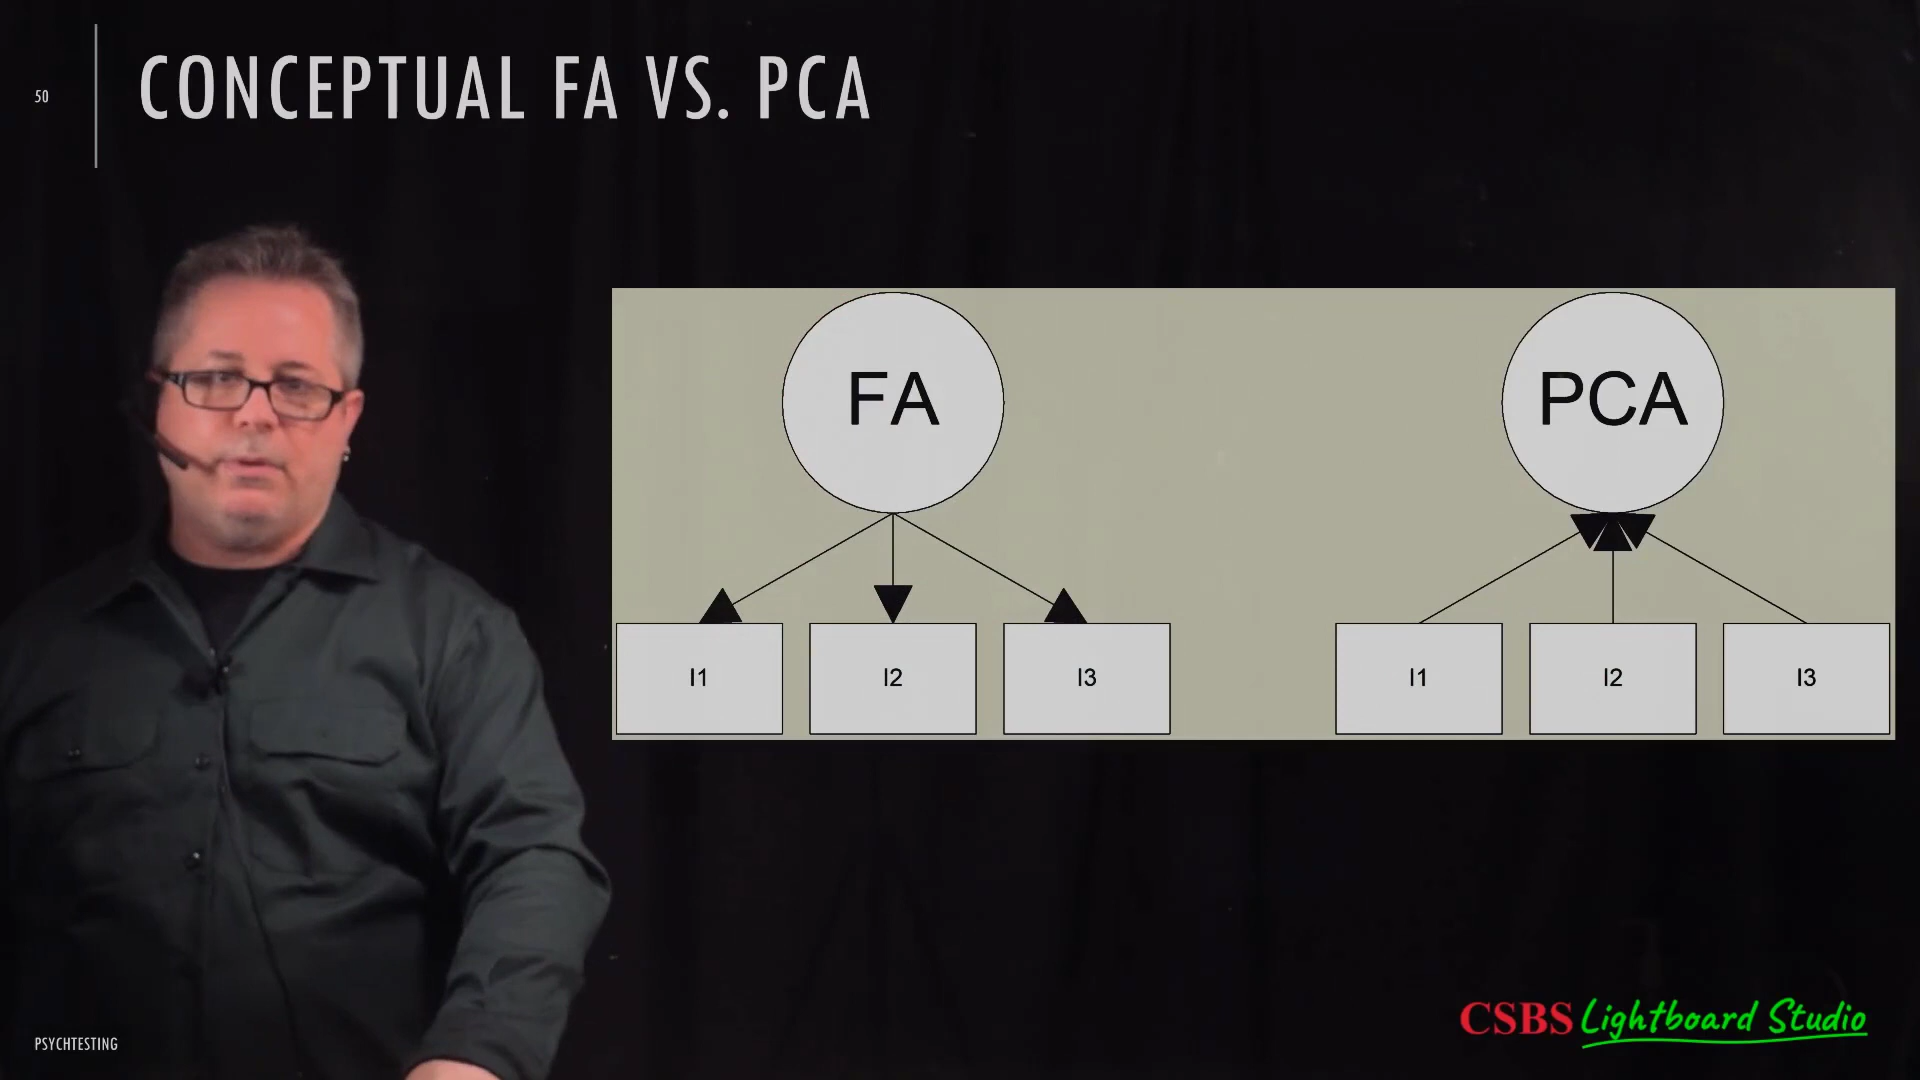 50
CONCEPTUAL FA VS. PCA
FA
PCA
I1
I2
I3
I1
I2
I3
CSBS Lightboard Studio
PSYCHTESTING